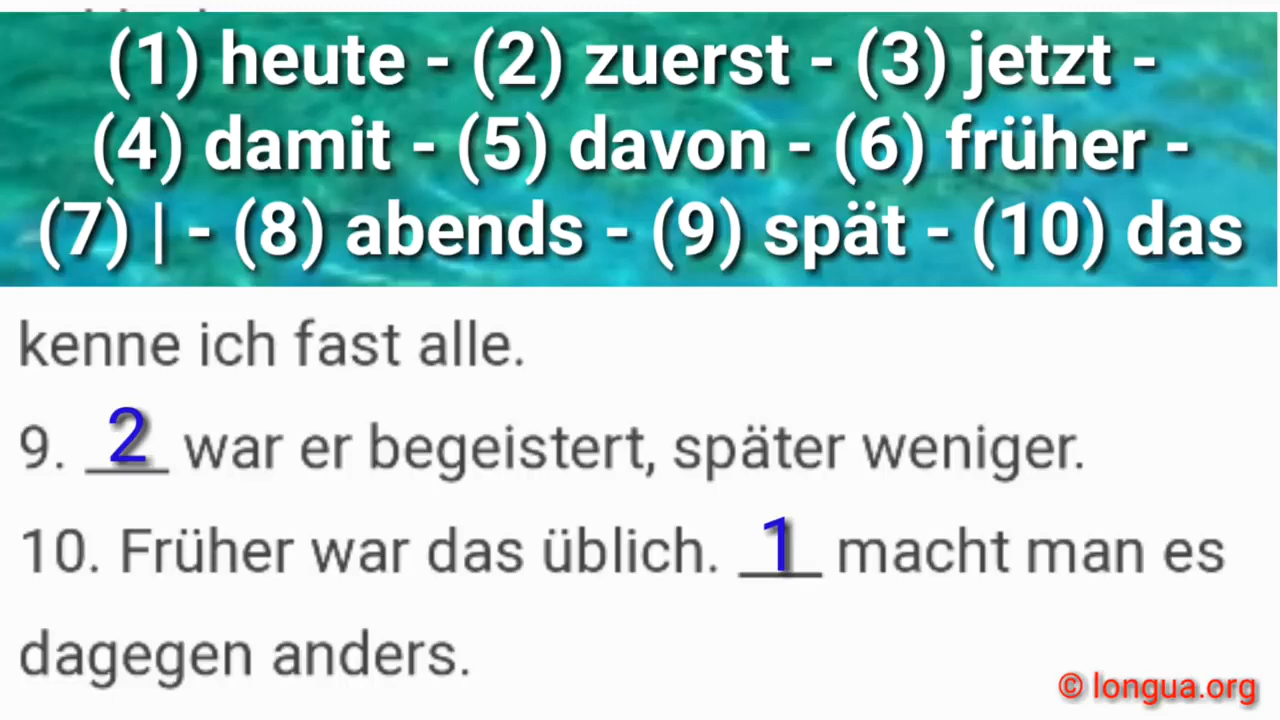 (1) heute - (2) zuerst - (3) jetzt -
(4) damit - (5) davon - (6) früher -
(7) | - (8) abends - (9) spät - (10) das
kenne ich fast alle.
9. 2 war er begeistert, später weniger.
10. Früher war das üblich. 1 macht man es
dagegen anders.
© longua.org